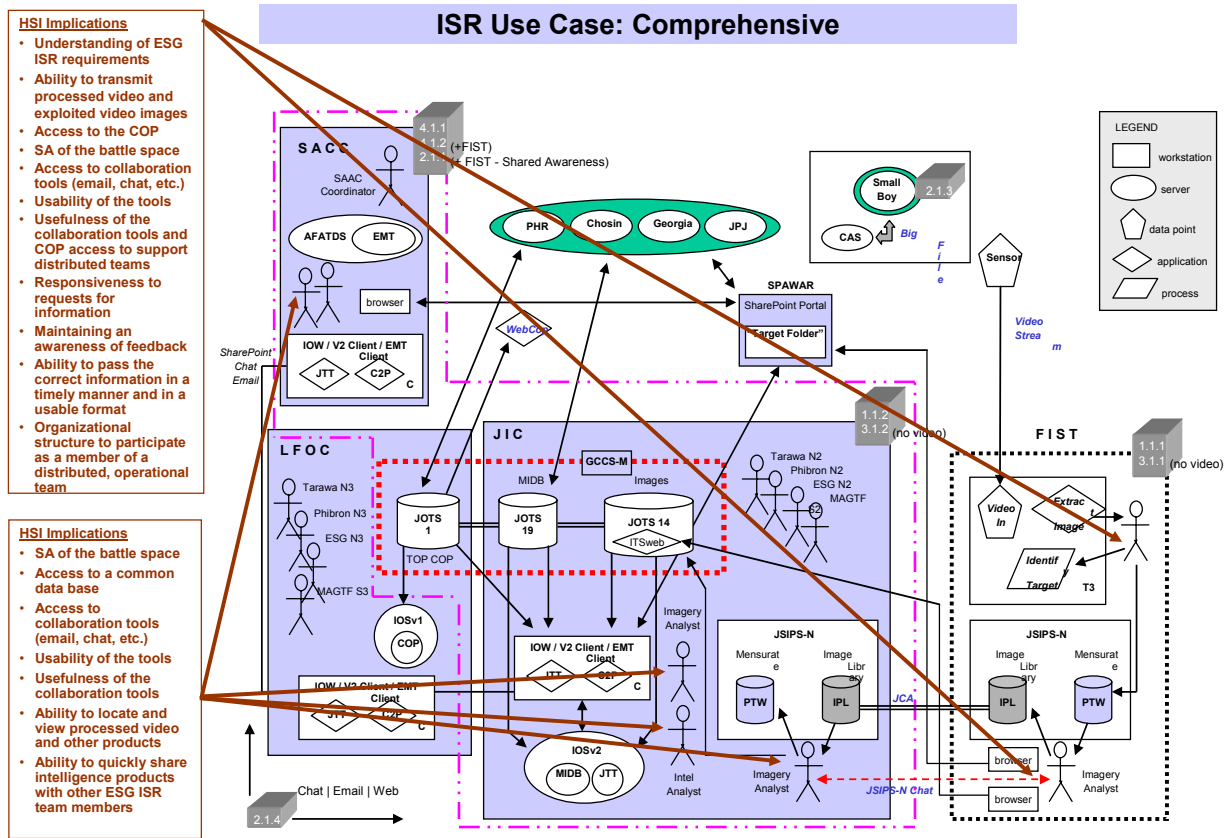 ISR Use Case: Comprehensive
HSI Implications
• Understanding of ESG
ISR requirements
• Ability to transmit
processed video and
exploited video images
• Access to the COP
• SA of the battle space
• Access to collaboration
tools (email, chat, etc.)
• Usability of the tools
• Usefulness of the
collaboration tools and
COP access to support
distributed teams
• Responsiveness to
requests for
information
• Maintaining an
awareness of feedback
• Ability to pass the
correct information in a
timely manner and in a
usable format
• Organizational
structure to participate
as a member of a
distributed, operational
team
HSI Implications
• SA of the battle space
• Access to a common
data base
• Access to
collaboration tools
(email, chat, etc.)
• Usability of the tools
• Usefulness of the
collaboration tools
• Ability to locate and
view processed video
and other products
• Ability to quickly share
intelligence products
with other ESG ISR
team members
SACC
4.1.1
1.1.2
2.1.1
(+FIST)
(+ FIST - Shared Awareness)
SAAC
Coordinator
AFATDS
EMT
browser
IOW / V2 Client / EMT
Client
JTT
C2P
C
SharePoint
Chat
Email
PHR
Chosin
Georgia
JPJ
WebCop
SPAWAR
SharePoint Portal
"Target Folder"
Small
Boy
2.1.3
CAS
Big
F
i
l
e
Sensor
Video
Strea
m
LEGEND
workstation
server
data point
application
process
LFOC
Tarawa N3
Phibron N3
ESG N3
MAGTF S3
IOSv1
COP
IOW / V2 Client / EMT
Client
JTT
C2P
C
2.1.4
Chat | Email | Web
JIC
1.1.2
3.1.2
(no video)
GCCS-M
MIDB
Images
JOTS
1
JOTS
19
JOTS 14
ITSweb
TOP COP
Tarawa N2
Phibron N2
ESG N2
MAGTF
S2
IOW / V2 Client / EMT
Client
JTT
C2P
C
IOSv2
MIDB
JTT
Imagery
Analyst
Intel
Analyst
JSIPS-N
Mensurat
e
Image
Libr
ary
PTW
IPL
Imagery
Analyst
JCA
JSIPS-N Chat
FIST
1.1.1
3.1.1
(no video)
Video
In
Extrac
t
Image
Identif
y
Target
T3
JSIPS-N
Image
Libr
ary
Mensurat
e
IPL
PTW
browser
browser
Imagery
Analyst